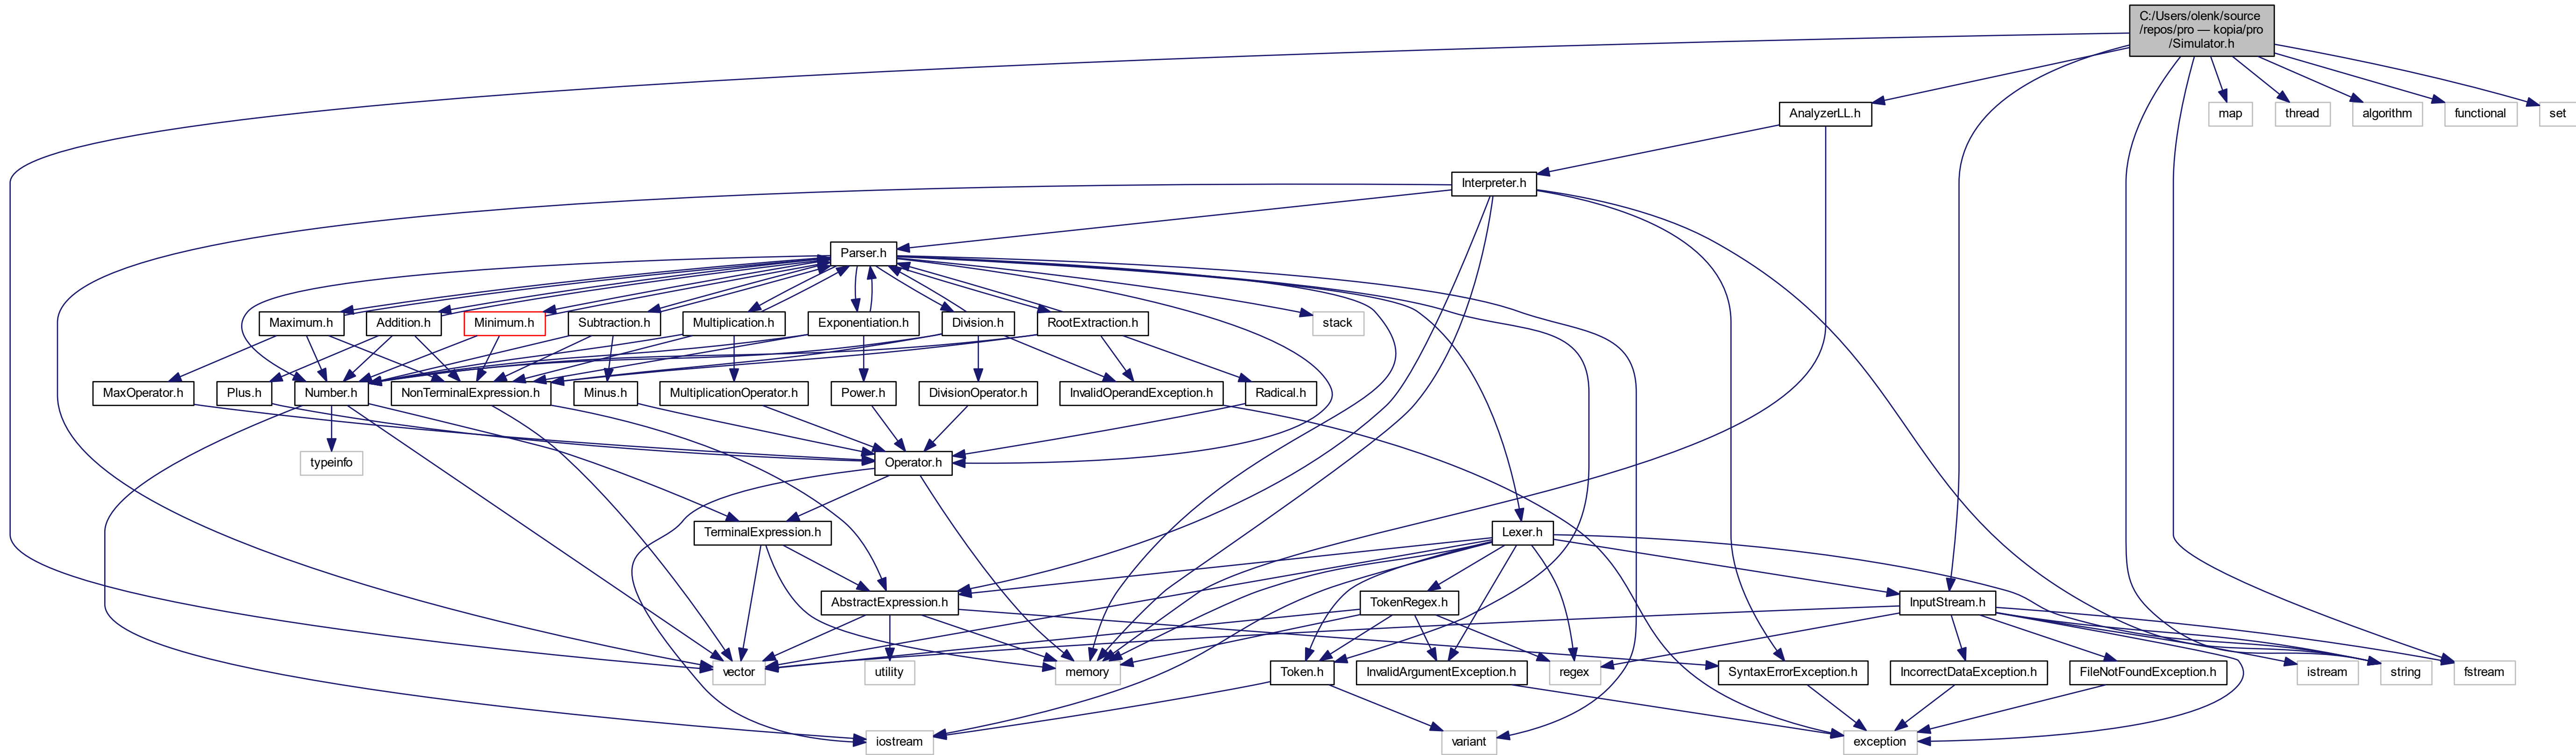 C:/Users/olenk/source
/repos/pro — kopia/pro
/Simulator.h
AnalyzerLL.h
map
thread
algorithm
functional
set
Interpreter.h
Parser.h
Maximum.h
Addition.h
Minimum.h
Subtraction.h
Multiplication.h
Exponentiation.h
Division.h
RootExtraction.h
stack
MaxOperator.h
Plus.h
Number.h
NonTerminalExpression.h
Minus.h
MultiplicationOperator.h
Power.h
DivisionOperator.h
InvalidOperandException.h
Radical.h
typeinfo
Operator.h
TerminalExpression.h
Lexer.h
AbstractExpression.h
TokenRegex.h
InputStream.h
vector
utility
memory
Token.h
InvalidArgumentException.h
regex
SyntaxErrorException.h
IncorrectDataException.h
FileNotFoundException.h
istream
string
fstream
iostream
variant
exception